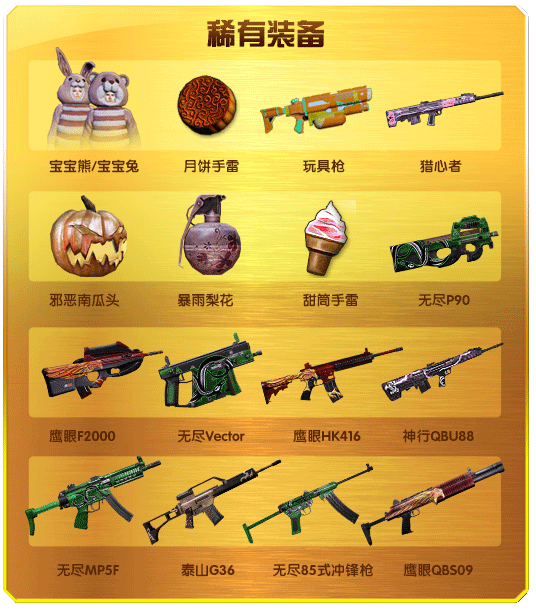 稀有装备
宝宝熊/宝宝兔 月饼手雷 玩具枪 猎心者
邪恶南瓜头 暴雨梨花 甜筒手雷 无尽P90
鹰眼F2000 无尽Vector 鹰眼HK416 神行QBU88
无尽MP5F 泰山G36 无尽85式冲锋枪 鹰眼QBS09